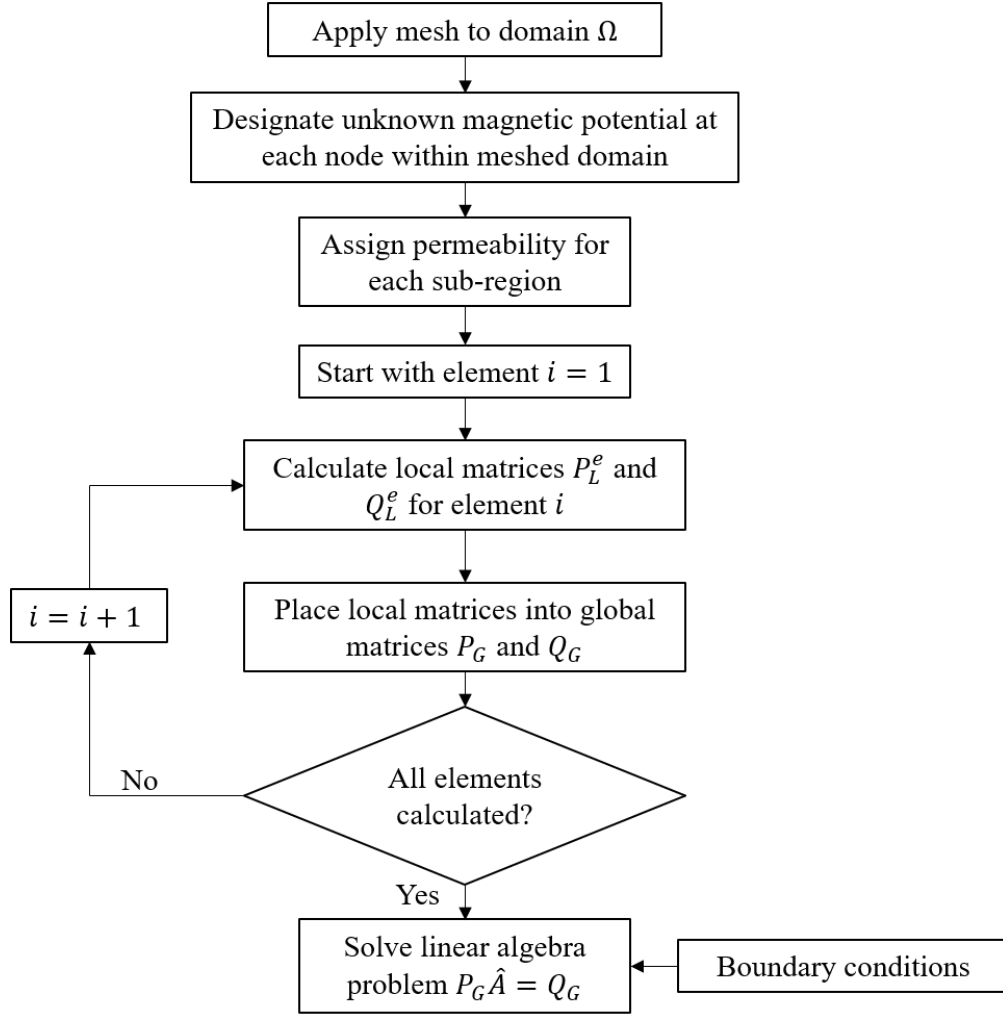 Apply mesh to domain Ω
Designate unknown magnetic potential at
each node within meshed domain
Assign permeability for
each sub-region
Start with element 𝑖 = 1
Calculate local matrices 𝑃_𝐿^𝑒 and
𝑄_𝐿^𝑒 for element 𝑖
𝑖 = 𝑖 + 1
Place local matrices into global
matrices 𝑃_𝐺 and 𝑄_𝐺
No
All elements
calculated?
Yes
Solve linear algebra
problem 𝑃_𝐺 Â = 𝑄_𝐺
Boundary conditions